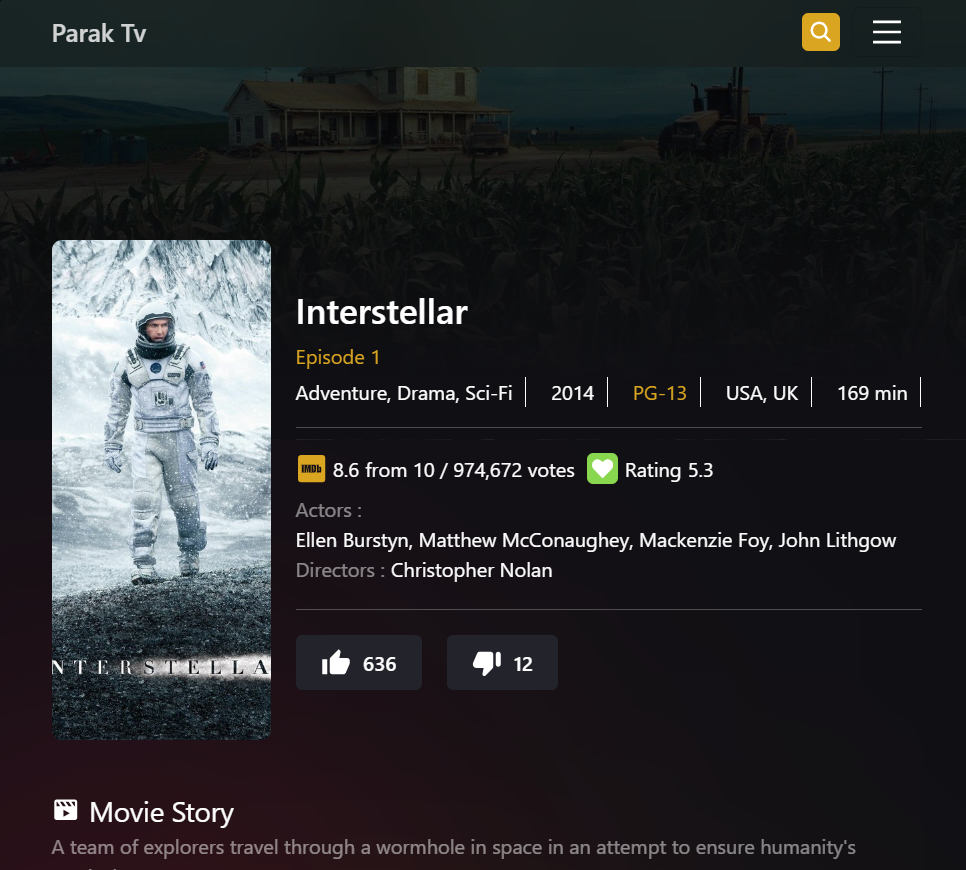 Parak Tv
Interstellar
Episode 1
Adventure, Drama, Sci-Fi
2014
PG-13
USA, UK
169 min
IMDb 8.6 from 10 / 974,672 votes
Rating 5.3
Actors :
Ellen Burstyn, Matthew McConaughey, Mackenzie Foy, John Lithgow
Directors : Christopher Nolan
NTERSTELLA
636
12
Movie Story
A team of explorers travel through a wormhole in space in an attempt to ensure humanity's